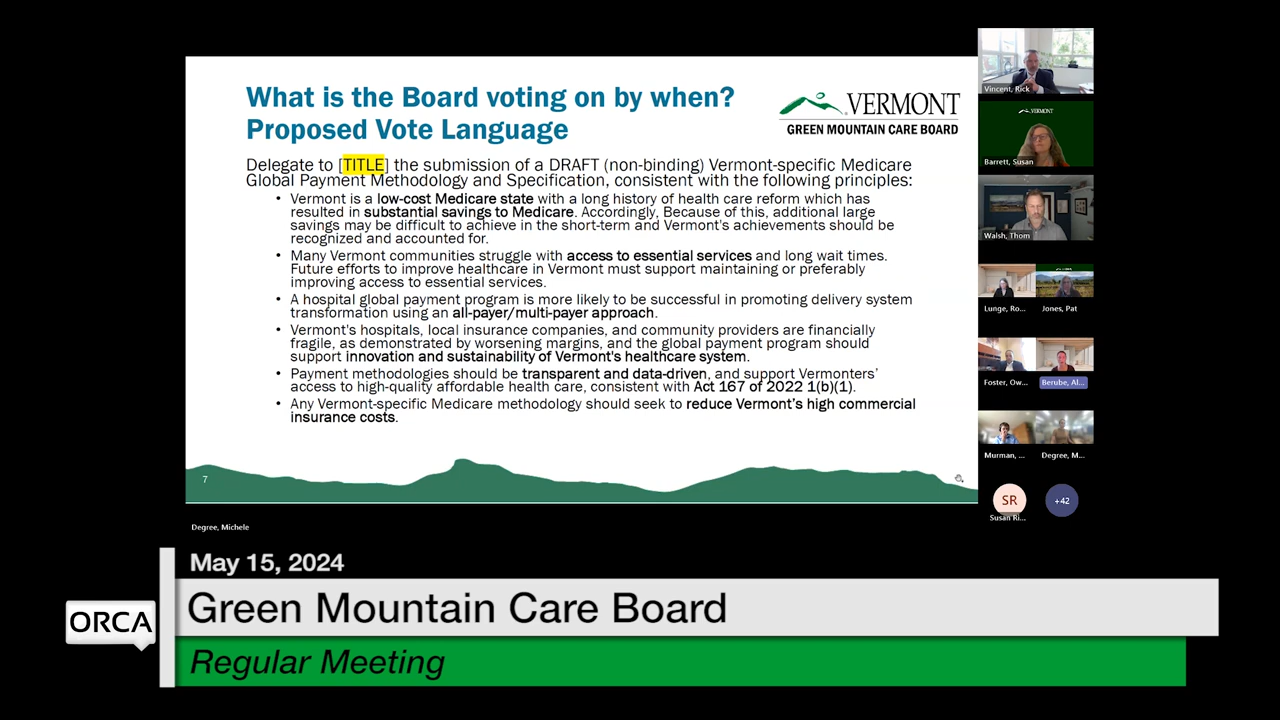 What is the Board voting on by when?
Proposed Vote Language
VERMONT
GREEN MOUNTAIN CARE BOARD
Delegate to [TITLE] the submission of a DRAFT (non-binding) Vermont-specific Medicare
Global Payment Methodology and Specification, consistent with the following principles:
• Vermont is a low-cost Medicare state with a long history of health care reform which has
resulted in substantial savings to Medicare. Accordingly, Because of this, additional large
savings may be difficult to achieve in the short-term and Vermont's achievements should be
recognized and accounted for.
• Many Vermont communities struggle with access to essential services and long wait times.
Future efforts to improve healthcare in Vermont must support maintaining or preferably
improving access to essential services.
• A hospital global payment program is more likely to be successful in promoting delivery system
transformation using an all-payer/multi-payer approach.
• Vermont's hospitals, local insurance companies, and community providers are financially
fragile, as demonstrated by worsening margins, and the global payment program should
support innovation and sustainability of Vermont's healthcare system.
• Payment methodologies should be transparent and data-driven, and support Vermonters'
access to high-quality affordable health care, consistent with Act 167 of 2022 1(b)(1).
• Any Vermont-specific Medicare methodology should seek to reduce Vermont's high commercial
insurance costs.
7
Vincent, Rick
VERMONT
Barrett, Susan
Walsh, Thom
Lunge, Ro...
Jones, Pat
Foster, Ow...
Berube, Al...
Murman, ...
Degree, M...
SR
+42
Susan Ri...
Degree, Michele
May 15, 2024
ORCA
Green Mountain Care Board
Regular Meeting